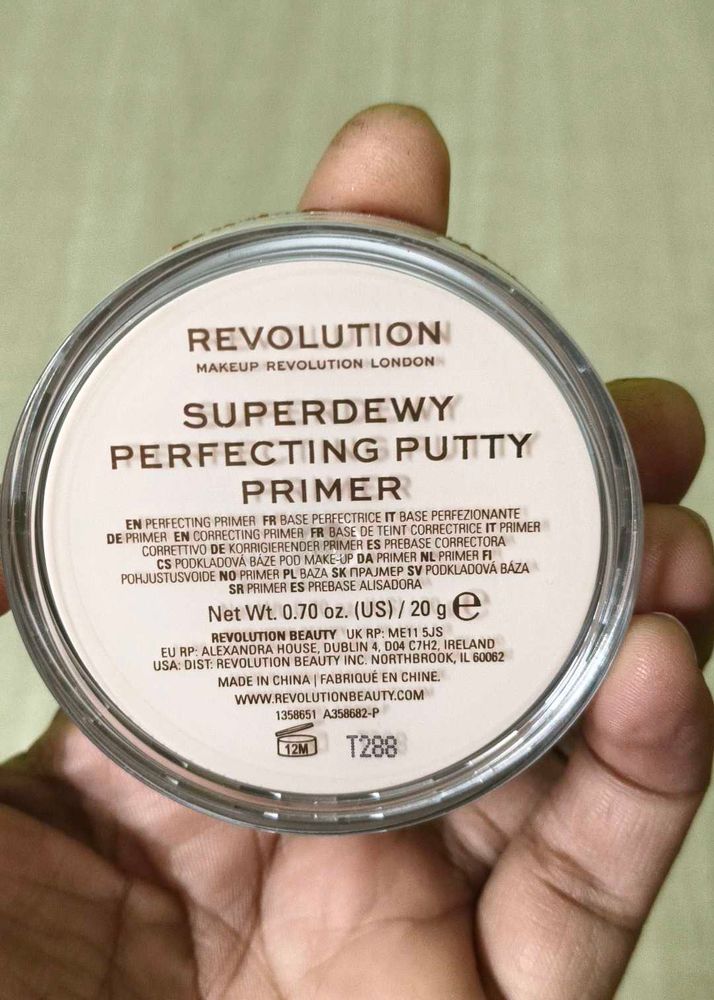 REVOLUTION
MAKEUP REVOLUTION LONDON
SUPERDEWY
PERFECTING PUTTY
PRIMER
EN PERFECTING PRIMER FR BASE PERFECTRICE IT BASE PERFEZIONANTE
DE PRIMER EN CORRECTING PRIMER FR BASE DE TEINT CORRECTRICE IT PRIMER
CORRETTIVO DE KORRIGIERENDER PRIMER ES PREBASE CORRECTORA
CS PODKLADOVÁ BÁZE POD MAKE-UP DA PRIMER NL PRIMER FI
POHJUSTUSVOIDE NO PRIMER PL BAZA SK ПРАЈМЕР SV PODKLADOVÁ BÁZA
SR PRIMER ES PREBASE ALISADORA
Net Wt. 0.70 oz. (US) / 20 g ℮
REVOLUTION BEAUTY UK RP: ME11 5JS
EU RP: ALEXANDRA HOUSE, DUBLIN 4, D04 C7H2, IRELAND
USA: DIST: REVOLUTION BEAUTY INC. NORTHBROOK, IL 60062
MADE IN CHINA | FABRIQUÉ EN CHINE.
WWW.REVOLUTIONBEAUTY.COM
1358651 A358682-P
12M T288